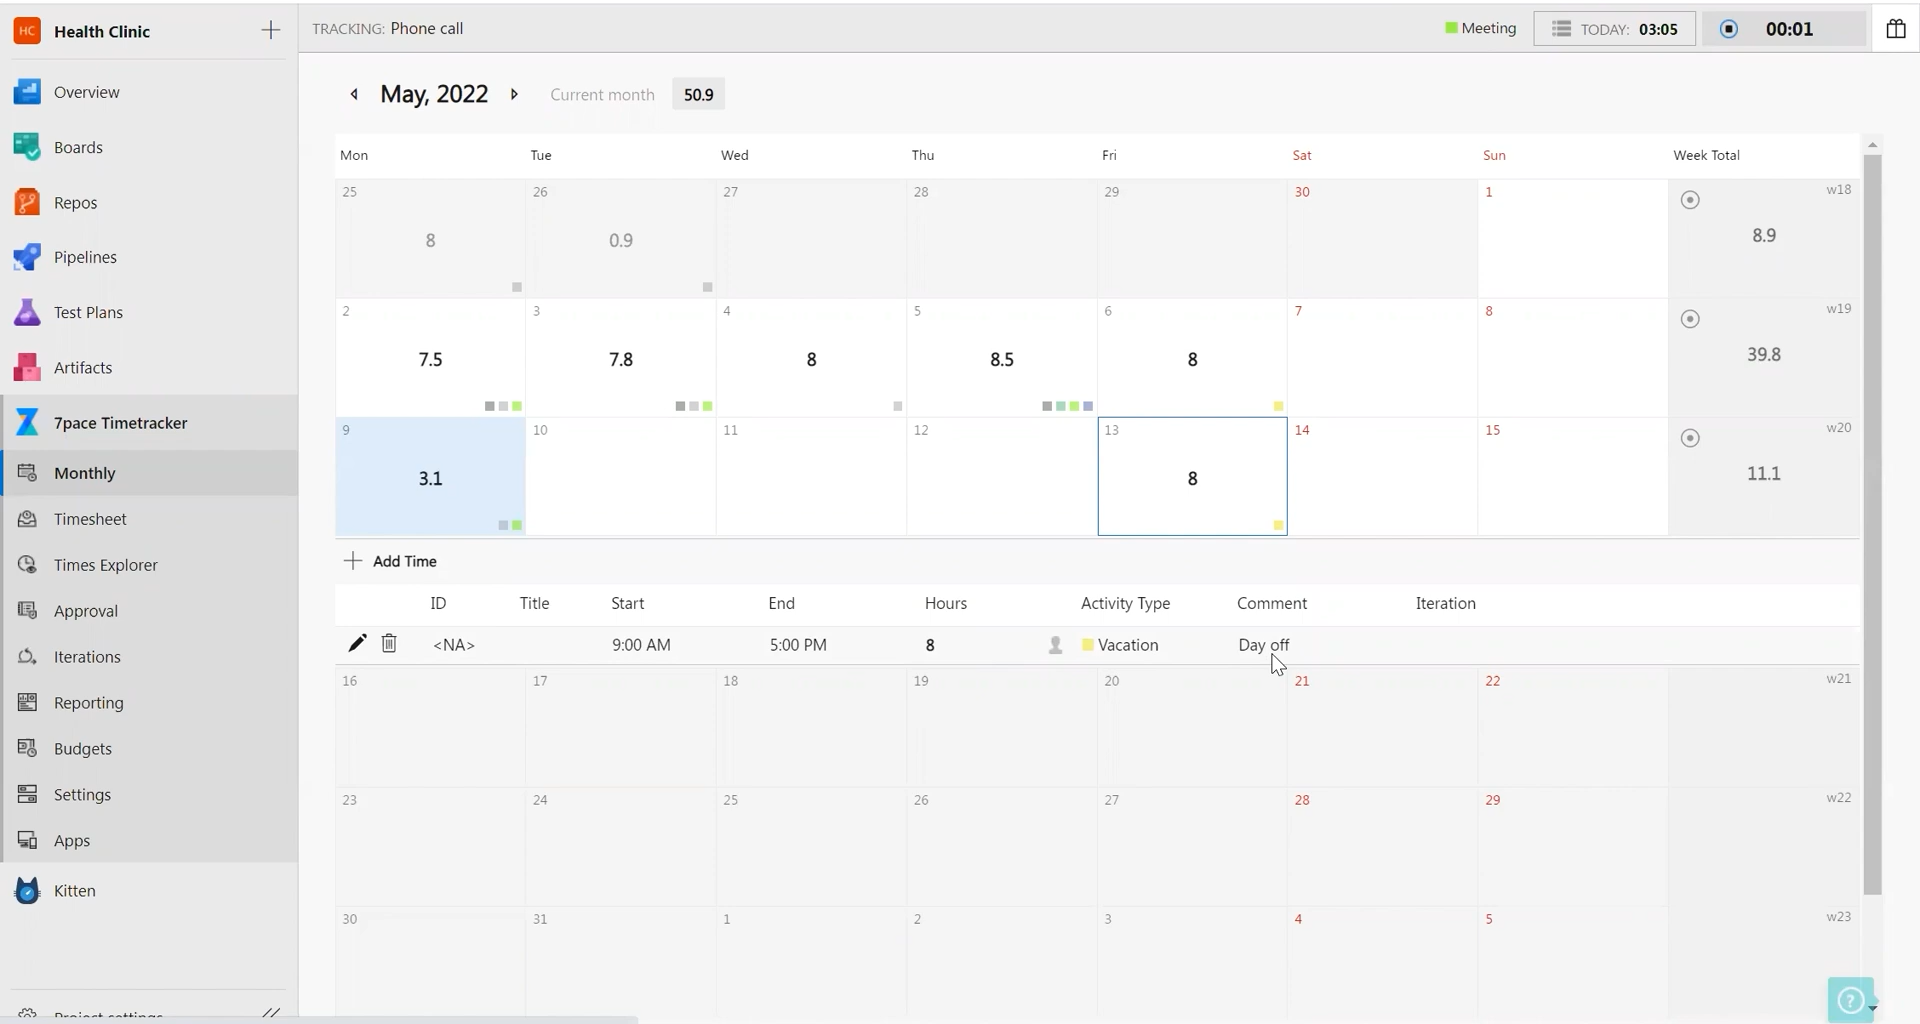 HC Health Clinic
TRACKING: Phone call
Meeting
TODAY: 03:05
00:01
Overview
Boards
Repos
Pipelines
Test Plans
Artifacts
7pace Timetracker
Monthly
Timesheet
Times Explorer
Approval
Iterations
Reporting
Budgets
Settings
Apps
Kitten
Project settings
May, 2022 Current month 50.9
Mon Tue Wed Thu Fri Sat Sun Week Total
25 26 27 28 29 30 1 w18
8 0.9 8.9
2 3 4 5 6 7 8 w19
7.5 7.8 8 8.5 8 39.8
9 10 11 12 13 14 15 w20
3.1 8 11.1
Add Time
ID Title Start End Hours Activity Type Comment Iteration
<NA> 9:00 AM 5:00 PM 8 Vacation Day off
16 17 18 19 20 21 22 w21
23 24 25 26 27 28 29 w22
30 31 1 2 3 4 5 w23
?